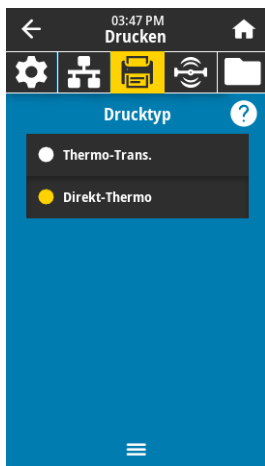 03:47 PM
Drucken
Drucktyp
?
Thermo-Trans.
Direkt-Thermo